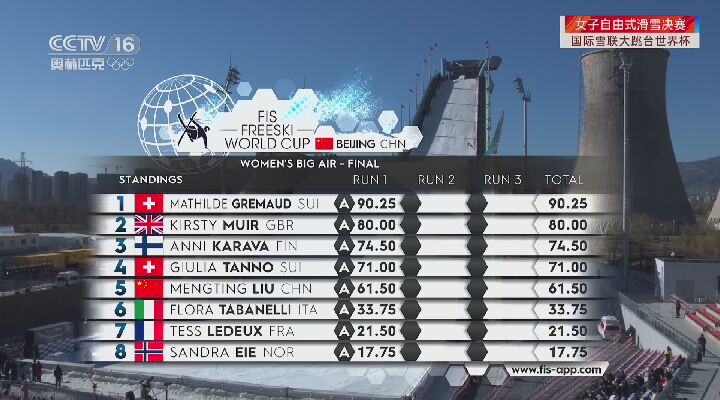 CCTV 16
奥林匹克
女子自由式滑雪决赛
国际雪联大跳台世界杯
FIS
FREESKI
WORLD CUP BEIJING CHN
WOMEN'S BIG AIR - FINAL
STANDINGS RUN 1 RUN 2 RUN 3 TOTAL
1 MATHILDE GREMAUD SUI A 90.25 90.25
2 KIRSTY MUIR GBR A 80.00 80.00
3 ANNI KARAVA FIN A 74.50 74.50
4 GIULIA TANNO SUI A 71.00 71.00
5 MENGTING LIU CHN A 61.50 61.50
6 FLORA TABANELLI ITA A 33.75 33.75
7 TESS LEDEUX FRA A 21.50 21.50
8 SANDRA EIE NOR A 17.75 17.75
www.fis-app.com